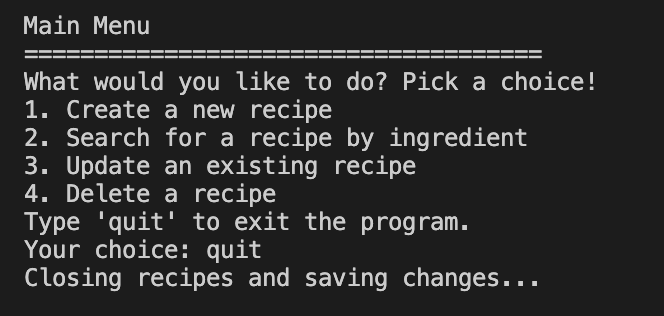 Main Menu
=====================================
What would you like to do? Pick a choice!
1. Create a new recipe
2. Search for a recipe by ingredient
3. Update an existing recipe
4. Delete a recipe
Type 'quit' to exit the program.
Your choice: quit
Closing recipes and saving changes...